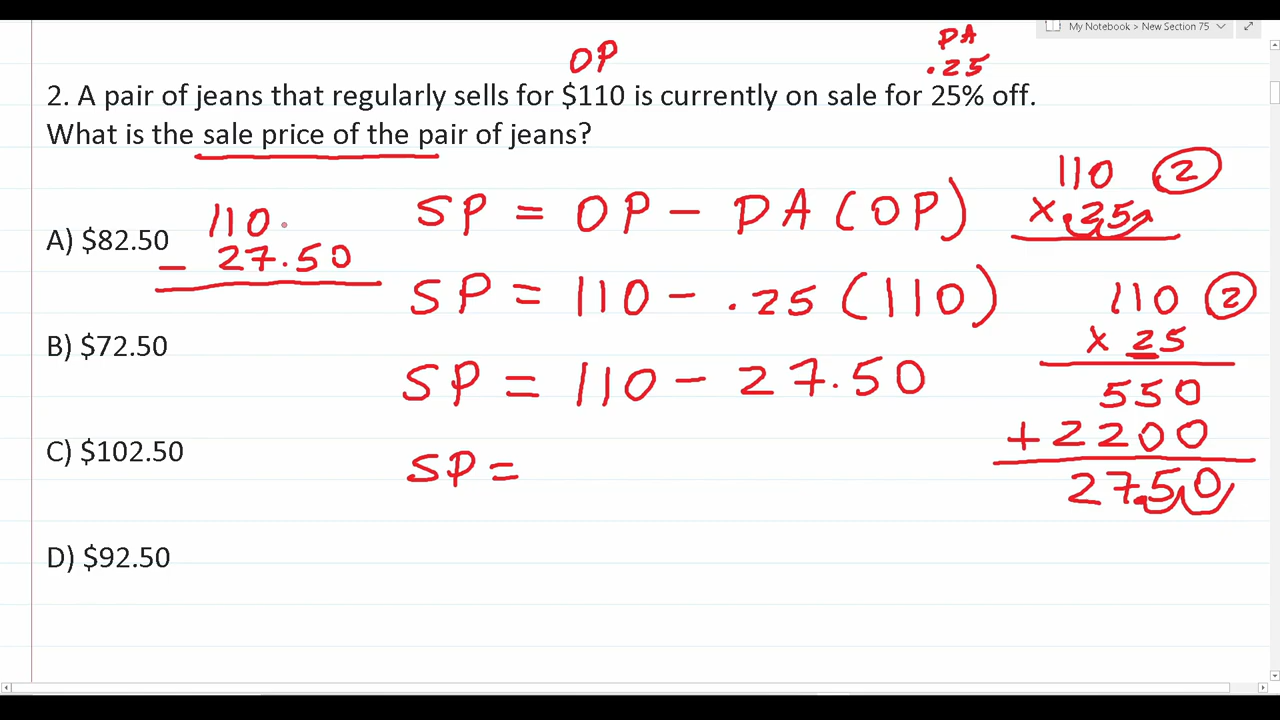 My Notebook > New Section 75
OP
PA
.25
2. A pair of jeans that regularly sells for $110 is currently on sale for 25% off.
What is the sale price of the pair of jeans?
110.
- 27.50
A) $82.50
B) $72.50
C) $102.50
D) $92.50
SP = OP - PA (OP)
SP = 110 - .25 (110)
SP = 110 - 27.50
SP =
110 2
x .25
110 2
x 25
550
+2200
27.50